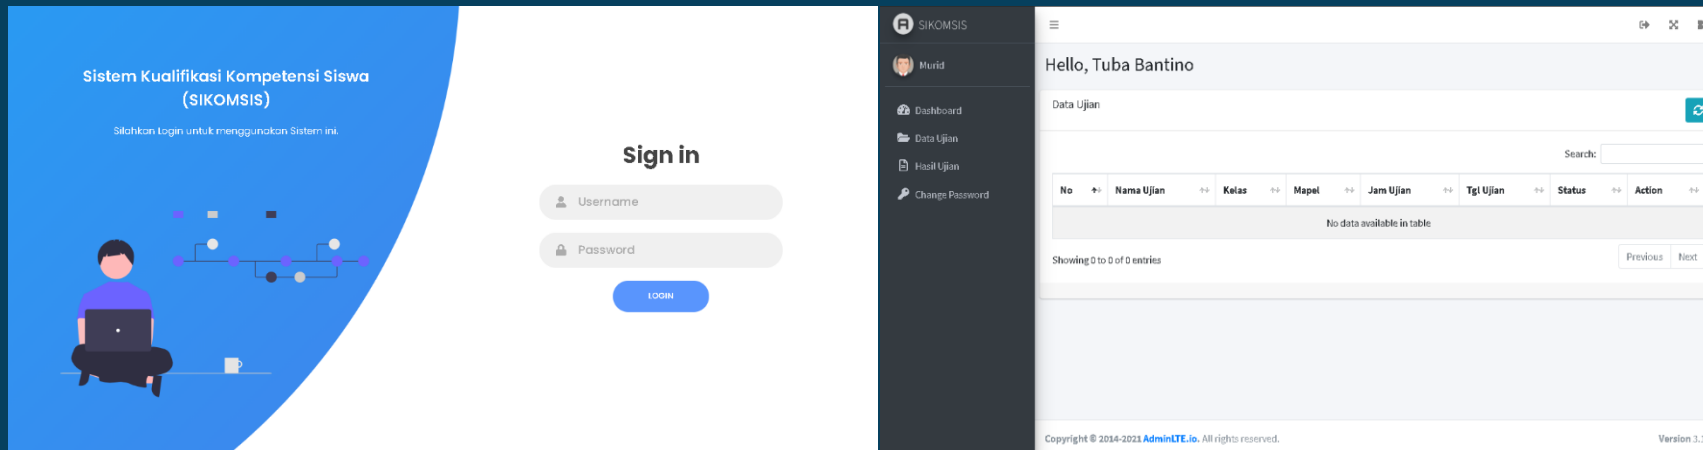 Sistem Kualifikasi Kompetensi Siswa
(SIKOMSIS)
Silahkan Login untuk menggunakan Sistem ini.
Sign in
Username
Password
LOGIN
SIKOMSIS
Murid
Dashboard
Data Ujian
Hasil Ujian
Change Password
Hello, Tuba Bantino
Data Ujian
Search:
No Nama Ujian Kelas Mapel Jam Ujian Tgl Ujian Status Action
No data available in table
Showing 0 to 0 of 0 entries
Previous Next
Copyright © 2014-2021 AdminLTE.io. All rights reserved.
Version 3.